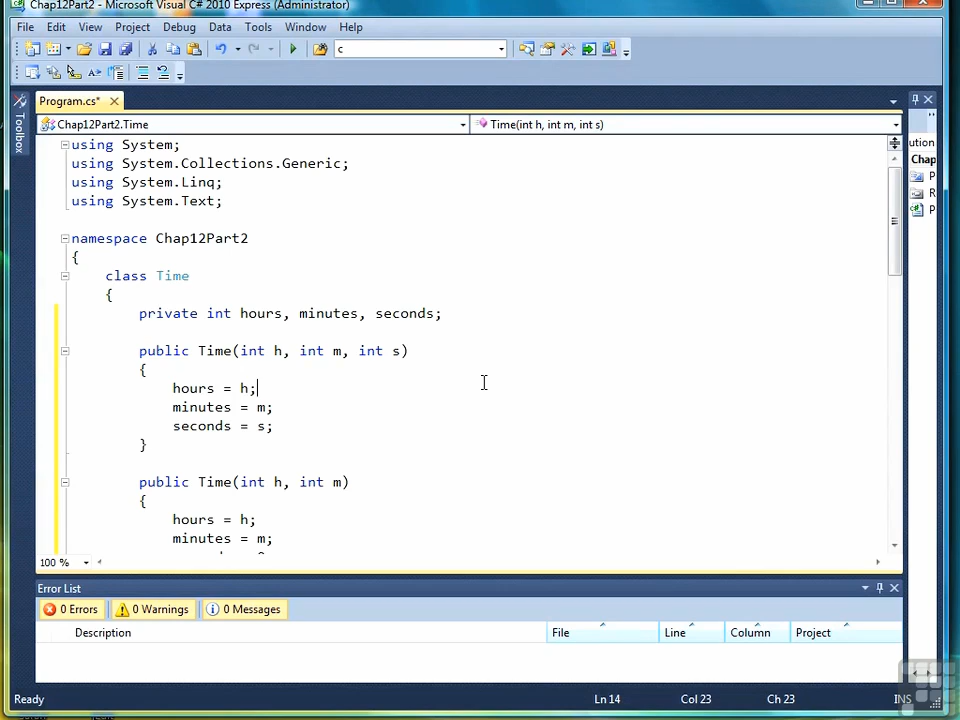 Chap12Part2 - Microsoft Visual C# 2010 Express (Administrator)
File Edit View Project Debug Data Tools Window Help
c
Program.cs* 
Chap12Part2.Time Time(int h, int m, int s)
Toolbox
using System;
using System.Collections.Generic;
using System.Linq;
using System.Text;
namespace Chap12Part2
{
class Time
{
private int hours, minutes, seconds;
public Time(int h, int m, int s)
{
hours = h;
minutes = m;
seconds = s;
}
public Time(int h, int m)
{
hours = h;
minutes = m;
100 %
ution
Chap
P
R
P
Error List
0 Errors 0 Warnings 0 Messages
Description File Line Column Project
Ready Ln 14 Col 23 Ch 23 INS